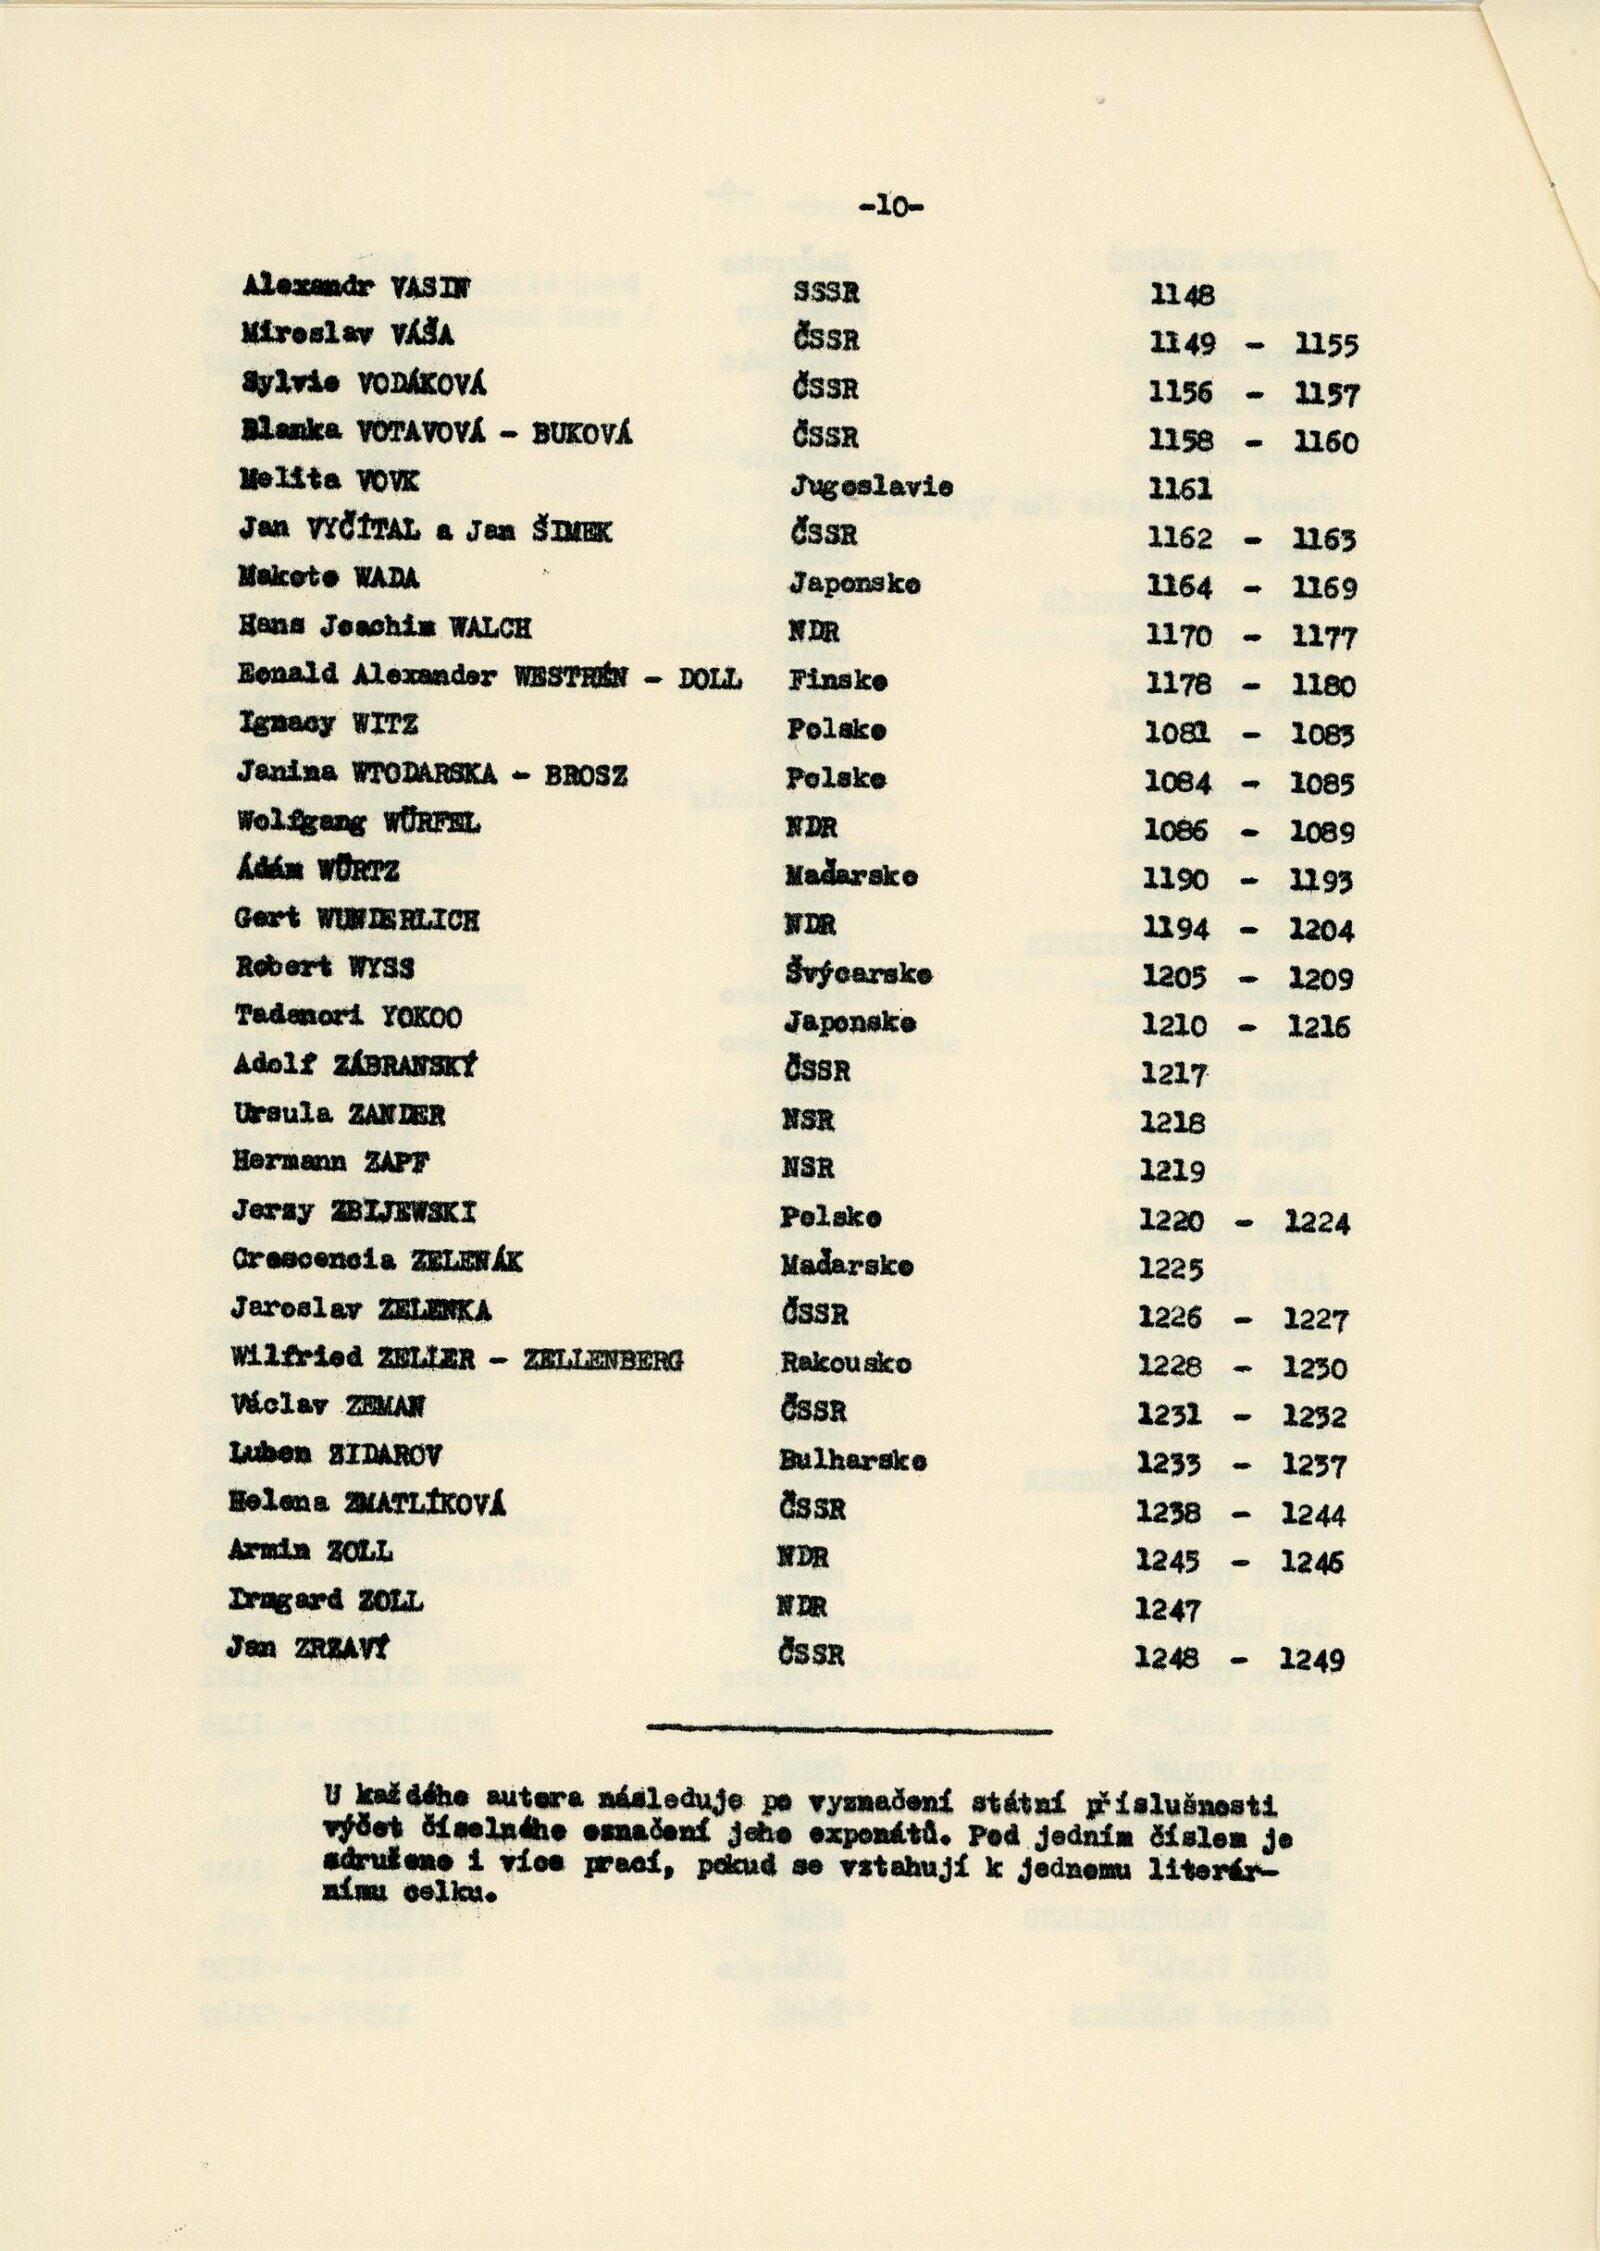 -10-
Alexandr VASIN SSSR 1148
Miroslav VÁŠA ČSSR 1149 - 1155
Sylvie VODÁKOVÁ ČSSR 1156 - 1157
Blanka VOTAVOVÁ - BUKOVÁ ČSSR 1158 - 1160
Melita VOVK Jugoslavie 1161
Jan VYČÍTAL a Jan ŠIMEK ČSSR 1162 - 1163
Makoto WADA Japonsko 1164 - 1169
Hans Joachim WALCH NDR 1170 - 1177
Eonald Alexander WESTRÉN - DOLL Finsko 1178 - 1180
Ignacy WITZ Polsko 1081 - 1083
Janina WTODARSKA - BROSZ Polsko 1084 - 1085
Wolfgang WÜRFEL NDR 1086 - 1089
Ádám WÜRTZ Maďarsko 1190 - 1193
Gert WUNDERLICH NDR 1194 - 1204
Robert WYSS Švýcarsko 1205 - 1209
Tadanori YOKOO Japonsko 1210 - 1216
Adolf ZÁBRANSKÝ ČSSR 1217
Ursula ZANDER NSR 1218
Hermann ZAPF NSR 1219
Jerzy ZBIJEWSKI Polsko 1220 - 1224
Crescencia ZELENÁK Maďarsko 1225
Jaroslav ZELENKA ČSSR 1226 - 1227
Wilfried ZELLER - ZELLENBERG Rakousko 1228 - 1230
Václav ZEMAN ČSSR 1231 - 1232
Luben ZIDAROV Bulharsko 1233 - 1237
Helena ZMATLÍKOVÁ ČSSR 1238 - 1244
Armin ZOLL NDR 1245 - 1246
Irmgard ZOLL NDR 1247
Jan ZRZAVÝ ČSSR 1248 - 1249
U každého autora následuje po vyznačení státní příslušnosti
výčet číselného označení jeho exponátů. Pod jedním číslem je
sdruženo i více prací, pokud se vztahují k jednemu literár-
nímu celku.